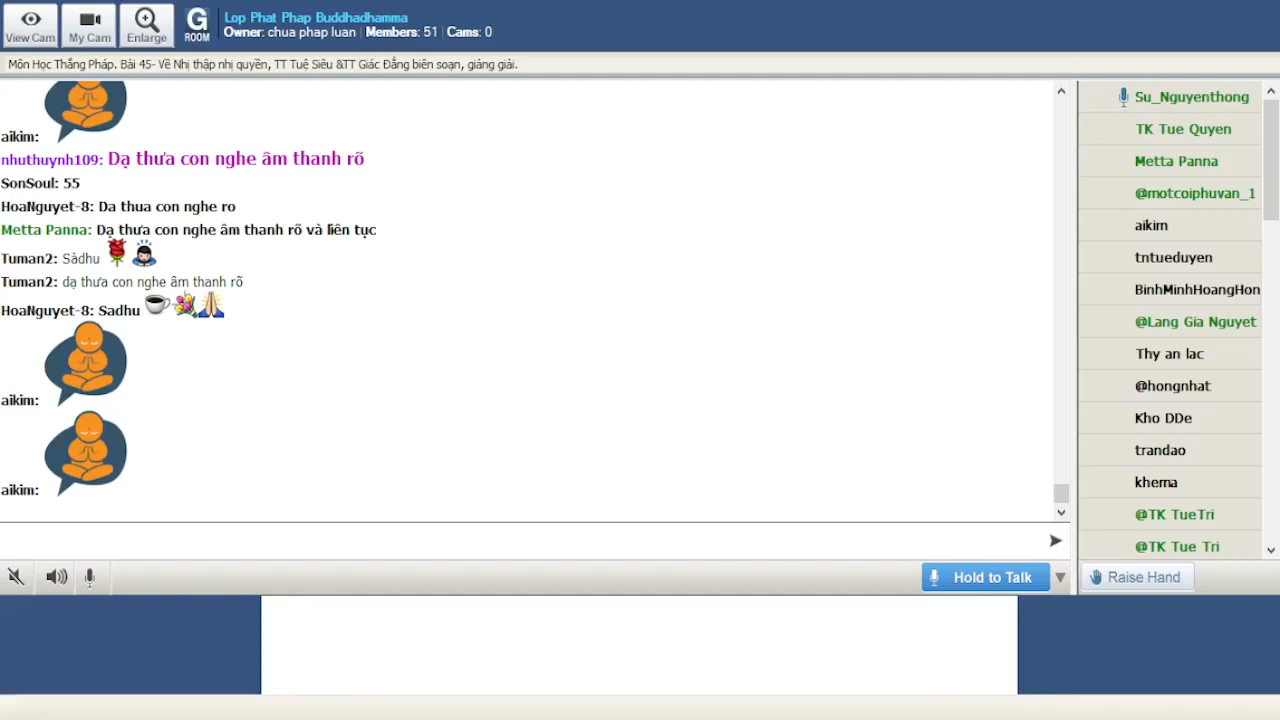 View Cam
My Cam
Enlarge
G
ROOM
Lop Phat Phap Buddhadhamma
Owner: chua phap luan | Members: 51 | Cams: 0
Môn Học Thắng Pháp. Bài 45- Về Nhị thập nhị quyền, TT Tuệ Siêu &TT Giác Đẳng biên soạn, giảng giải.
aikim:
nhuthuynh109: Dạ thưa con nghe âm thanh rõ
SonSoul: 55
HoaNguyet-8: Da thua con nghe ro
Metta Panna: Dạ thưa con nghe âm thanh rõ và liên tục
Tuman2: Sàdhu
Tuman2: dạ thưa con nghe âm thanh rõ
HoaNguyet-8: Sadhu
aikim:
aikim:
Hold to Talk
Su_Nguyenthong
TK Tue Quyen
Metta Panna
@motcoiphuvan_1
aikim
tntueduyen
BinhMinhHoangHon
@Lang Gia Nguyet
Thy an lac
@hongnhat
Kho DDe
trandao
khema
@TK TueTri
@TK Tue Tri
Raise Hand